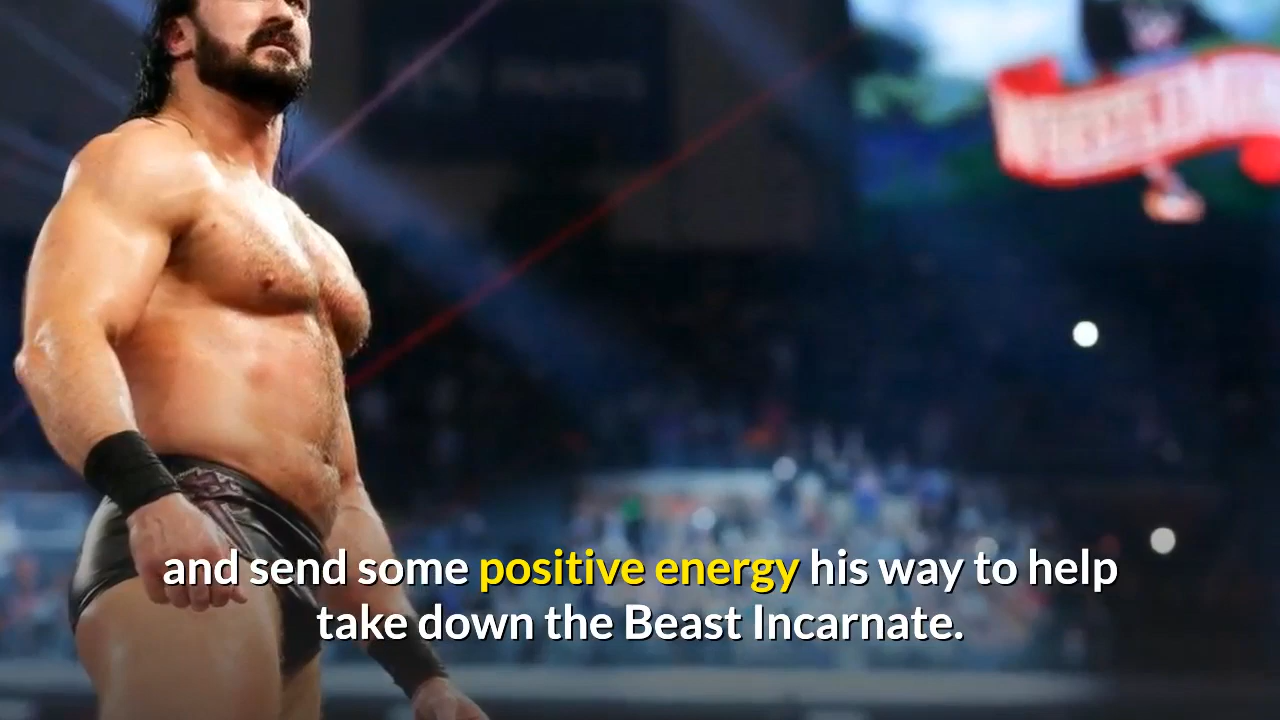 and send some positive energy his way to help
take down the Beast Incarnate.